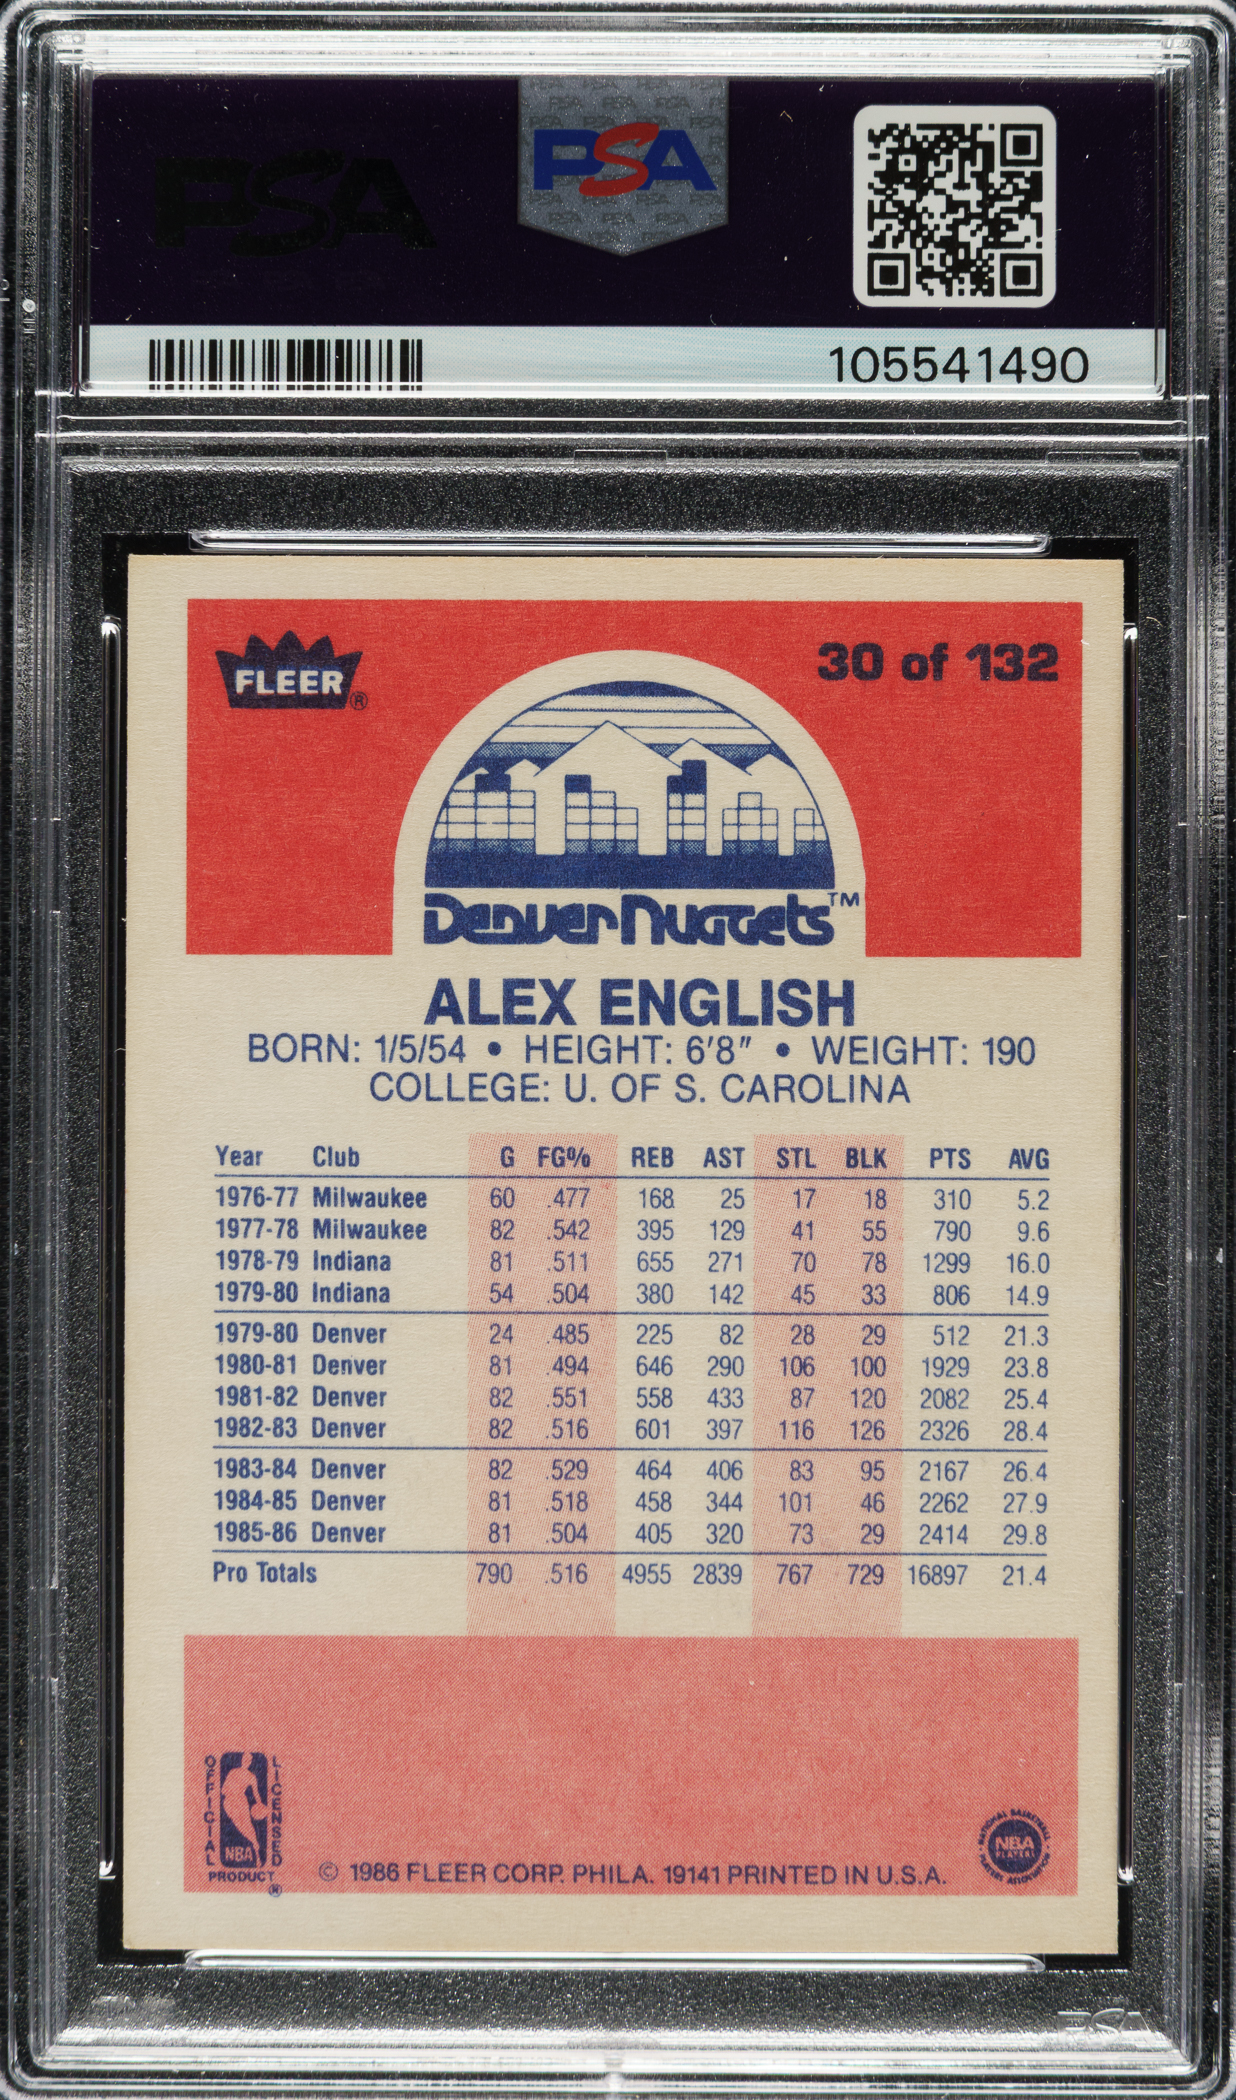 PSA
PSA
105541490
FLEER®
30 of 132
Denver Nuggets™
ALEX ENGLISH
BORN: 1/5/54 • HEIGHT: 6'8" • WEIGHT: 190
COLLEGE: U. OF S. CAROLINA
Year Club G FG% REB AST STL BLK PTS AVG
1976-77 Milwaukee 60 .477 168 25 17 18 310 5.2
1977-78 Milwaukee 82 .542 395 129 41 55 790 9.6
1978-79 Indiana 81 .511 655 271 70 78 1299 16.0
1979-80 Indiana 54 .504 380 142 45 33 806 14.9
1979-80 Denver 24 .485 225 82 28 29 512 21.3
1980-81 Denver 81 .494 646 290 106 100 1929 23.8
1981-82 Denver 82 .551 558 433 87 120 2082 25.4
1982-83 Denver 82 .516 601 397 116 126 2326 28.4
1983-84 Denver 82 .529 464 406 83 95 2167 26.4
1984-85 Denver 81 .518 458 344 101 46 2262 27.9
1985-86 Denver 81 .504 405 320 73 29 2414 29.8
Pro Totals 790 .516 4955 2839 767 729 16897 21.4
OFFICIAL LICENSED
NBA
PRODUCT®
© 1986 FLEER CORP. PHILA. 19141 PRINTED IN U.S.A.
NATIONAL BASKETBALL
NBA
PLAYERS
PLAYERS ASSOCIATION
PSA